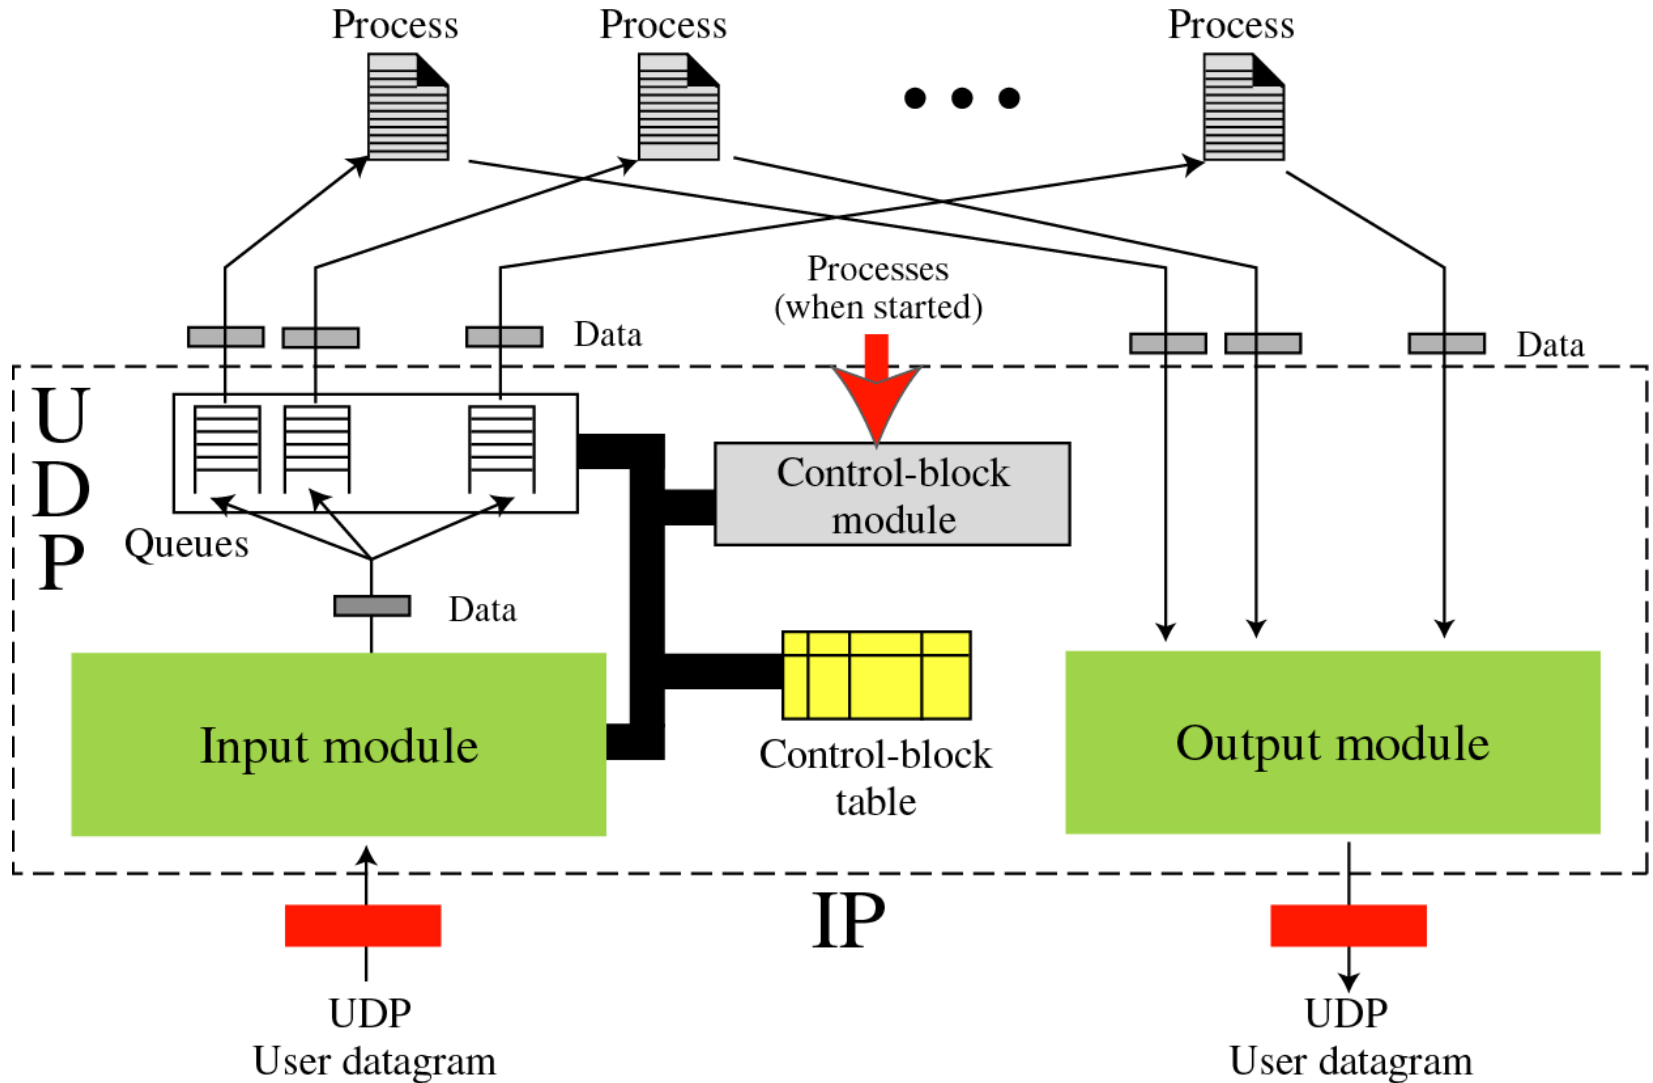 Process
Process
Process
Processes
(when started)
Data
Data
U
D
P
Control-block
module
Queues
Data
Input module
Control-block
table
Output module
IP
UDP
User datagram
UDP
User datagram